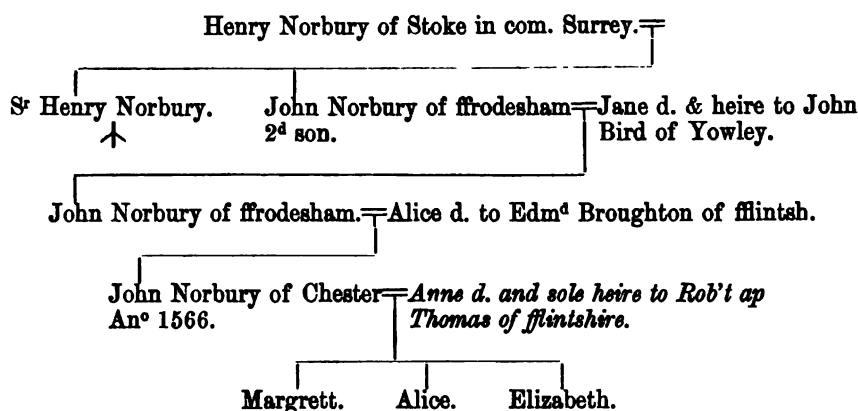 Henry Norbury of Stoke in com. Surrey.
Sʳ Henry Norbury.
John Norbury of ffrodesham
2ᵈ son.
Jane d. & heire to John
Bird of Yowley.
John Norbury of ffrodesham.
Alice d. to Edmᵈ Broughton of fflintsh.
John Norbury of Chester
Anº 1566.
Anne d. and sole heire to Rob't ap
Thomas of fflintshire.
Margrett. Alice. Elizabeth.